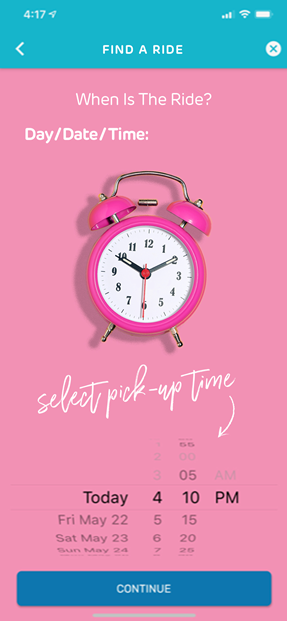 4:17
FIND A RIDE
When Is The Ride?
Day/Date/Time:
12
11 1
10 2
9 3
8 4
7 5
6
select pick-up time
1 55
2 00
3 05 AM
Today 4 10 PM
Fri May 22 5 15
Sat May 23 6 20
Sun May 24 7 25
CONTINUE